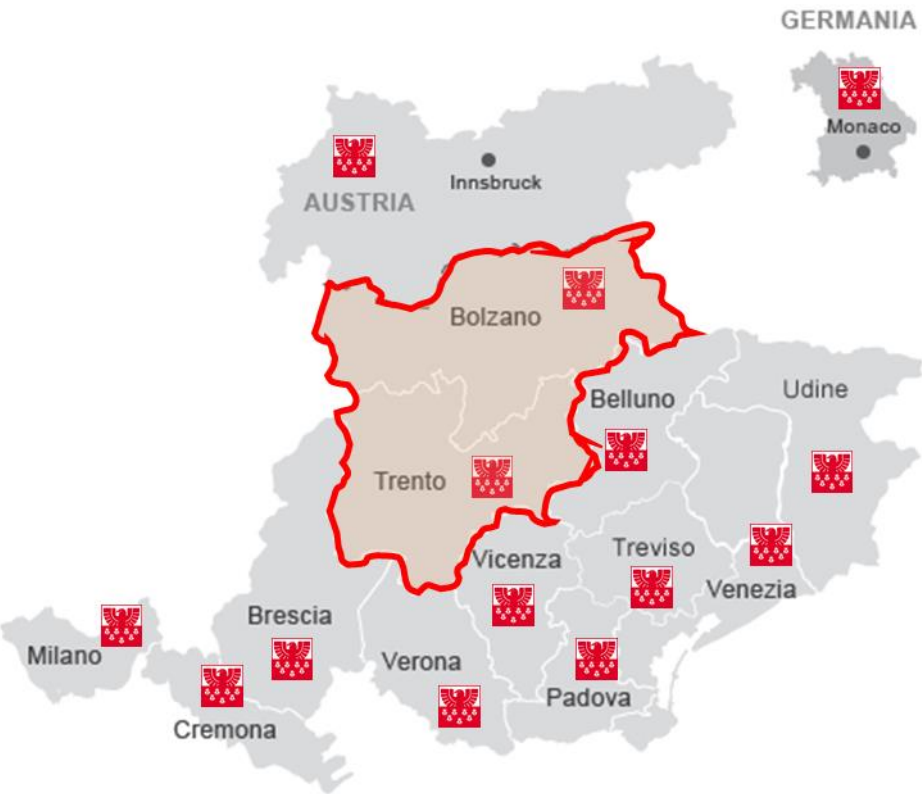 GERMANIA
Monaco
Innsbruck
AUSTRIA
Bolzano
Udine
Belluno
Trento
Treviso
Vicenza
Venezia
Brescia
Milano
Verona
Padova
Cremona